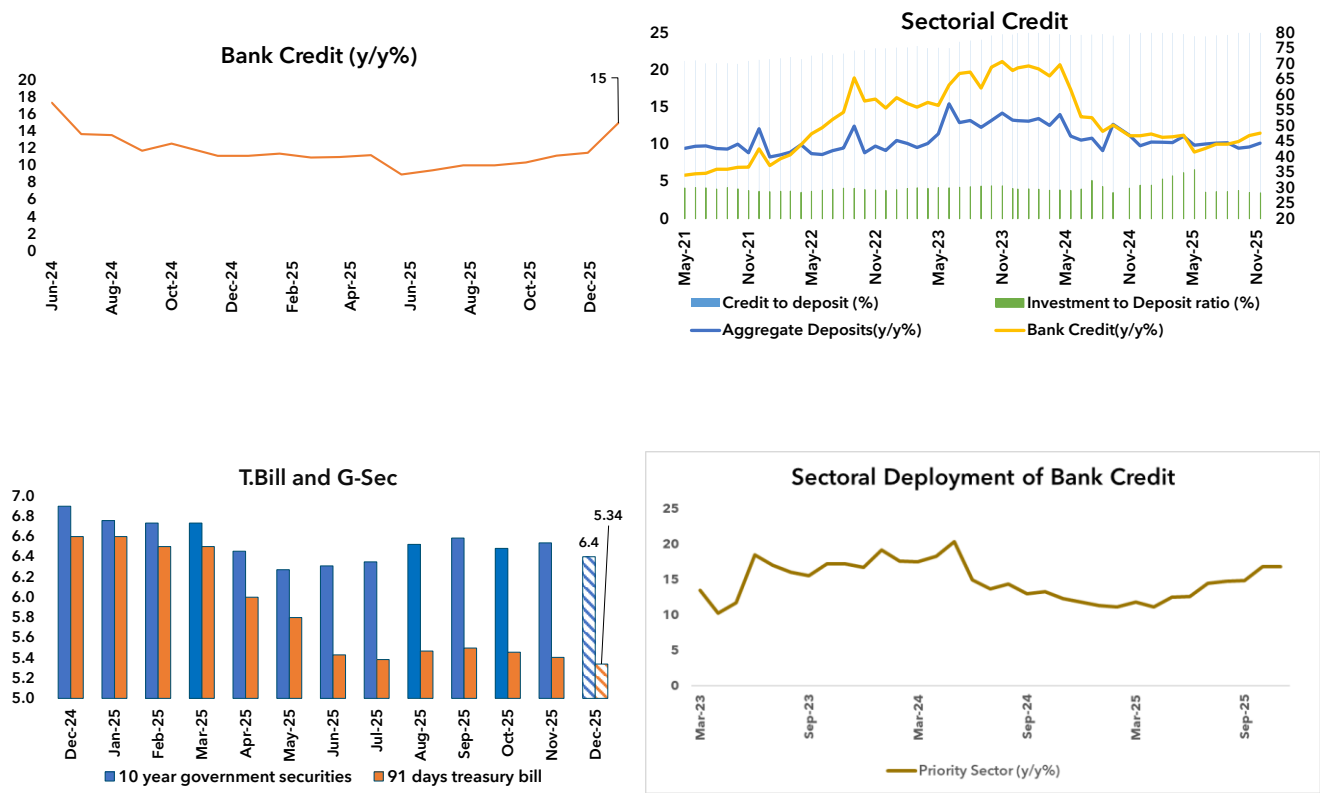 Bank Credit (y/y%)
20
18
16
14
12
10
8
6
4
2
0
15
Jun-24
Aug-24
Oct-24
Dec-24
Feb-25
Apr-25
Jun-25
Aug-25
Oct-25
Dec-25
Sectorial Credit
25
20
15
10
5
0
80
75
70
65
60
55
50
45
40
35
30
25
20
May-21
Nov-21
May-22
Nov-22
May-23
Nov-23
May-24
Nov-24
May-25
Nov-25
Credit to deposit (%)
Investment to Deposit ratio (%)
Aggregate Deposits(y/y%)
Bank Credit(y/y%)
T.Bill and G-Sec
7.0
6.8
6.6
6.4
6.2
6.0
5.8
5.6
5.4
5.2
5.0
6.4
5.34
Dec-24
Jan-25
Feb-25
Mar-25
Apr-25
May-25
Jun-25
Jul-25
Aug-25
Sep-25
Oct-25
Nov-25
Dec-25
10 year government securities
91 days treasury bill
Sectoral Deployment of Bank Credit
25
20
15
10
5
0
Mar-23
Sep-23
Mar-24
Sep-24
Mar-25
Sep-25
Priority Sector (y/y%)